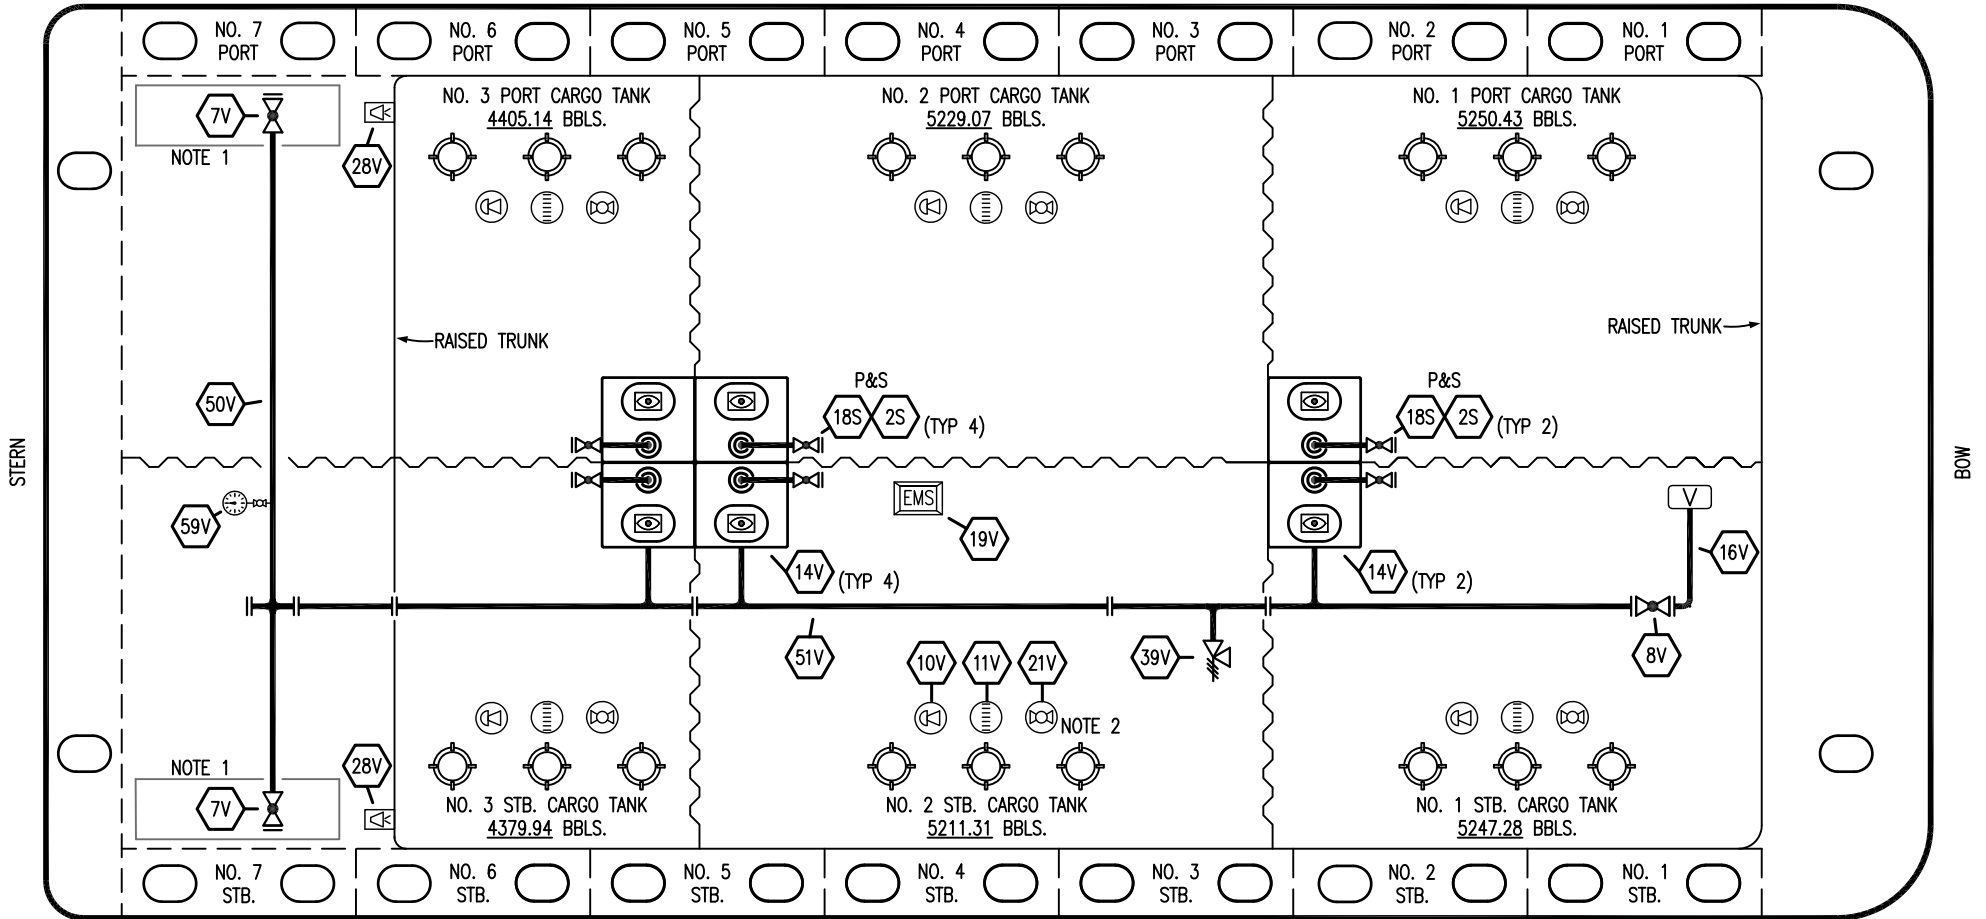 NO. 7 PORT
NO. 6 PORT
NO. 5 PORT
NO. 4 PORT
NO. 3 PORT
NO. 2 PORT
NO. 1 PORT
7V
NOTE 1
28V
NO. 3 PORT CARGO TANK
4405.14 BBLS.
NO. 2 PORT CARGO TANK
5229.07 BBLS.
NO. 1 PORT CARGO TANK
5250.43 BBLS.
RAISED TRUNK
RAISED TRUNK
50V
P&S
18S 2S (TYP 4)
P&S
18S 2S (TYP 2)
STERN
BOW
59V
EMS
19V
V
16V
14V (TYP 4)
14V (TYP 2)
51V
10V
11V
21V
39V
8V
NOTE 2
NOTE 1
7V
28V
NO. 3 STB. CARGO TANK
4379.94 BBLS.
NO. 2 STB. CARGO TANK
5211.31 BBLS.
NO. 1 STB. CARGO TANK
5247.28 BBLS.
NO. 7 STB.
NO. 6 STB.
NO. 5 STB.
NO. 4 STB.
NO. 3 STB.
NO. 2 STB.
NO. 1 STB.